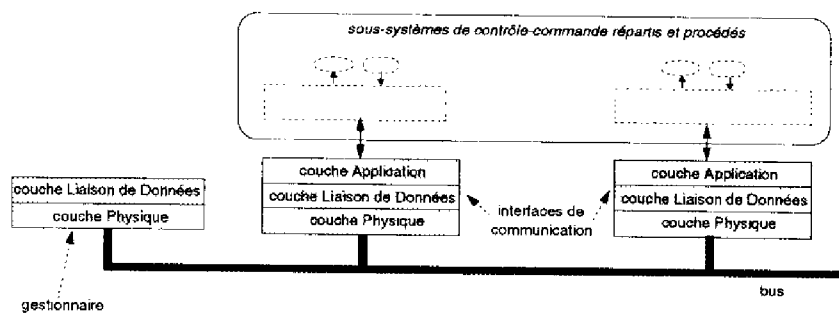 sous-systèmes de contrôle-commande répartis et procédés
couche Application
couche Application
couche Liaison de Données
couche Liaison de Données
couche Liaison de Données
interfaces de
communication
couche Physique
couche Physique
couche Physique
bus
gestionnaire